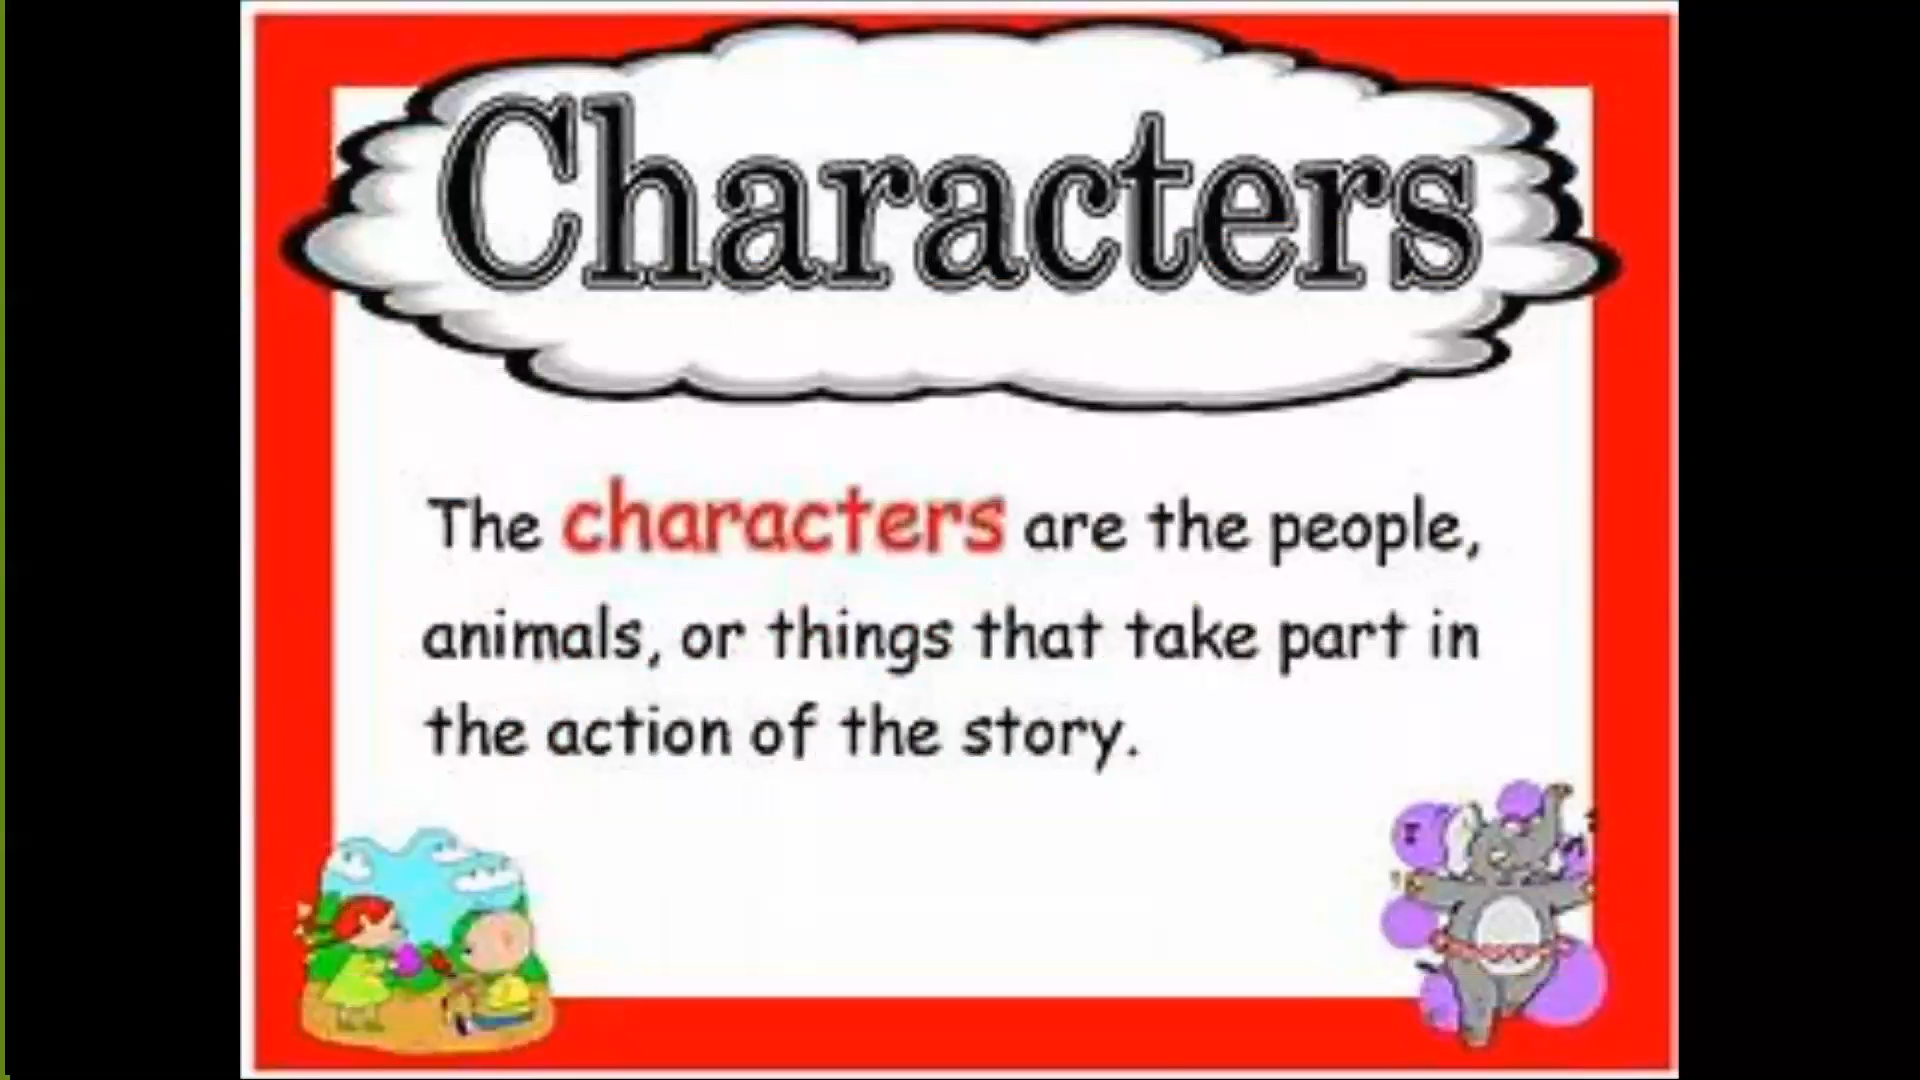 Characters
The characters are the people,
animals, or things that take part in
the action of the story.